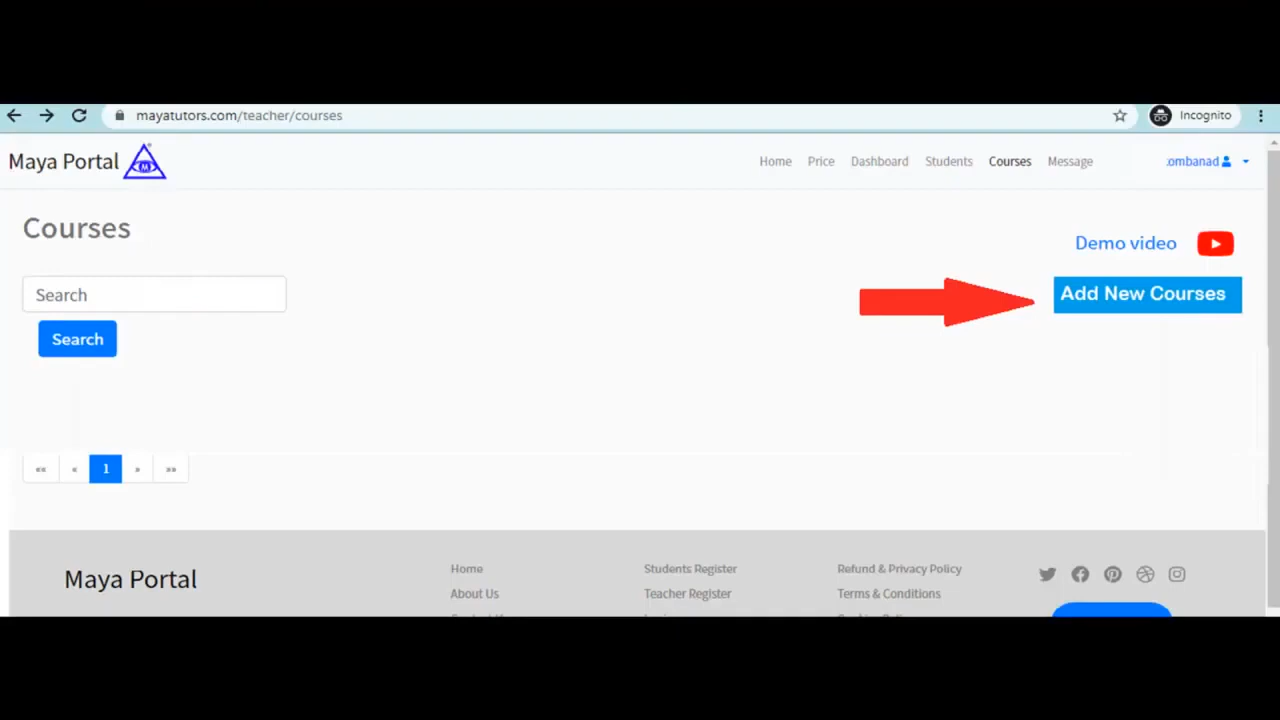 mayatutors.com/teacher/courses
Incognito
Maya Portal
M
Home Price Dashboard Students Courses Message
ombanad
Courses
Demo video
Search
Add New Courses
Search
«« « 1 » »»
Maya Portal
Home
Students Register
Refund & Privacy Policy
About Us
Teacher Register
Terms & Conditions